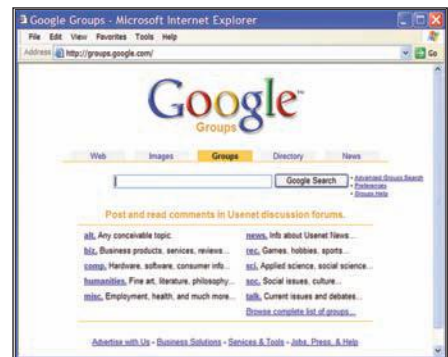 Google Groups - Microsoft Internet Explorer
File Edit View Favorites Tools Help
Address http://groups.google.com/ Go
Google™
Groups
Web Images Groups Directory News
Google Search
• Advanced Groups Search
• Preferences
• Groups Help
Post and read comments in Usenet discussion forums.
alt. Any conceivable topic.
news. Info about Usenet News...
biz. Business products, services, reviews...
rec. Games, hobbies, sports...
comp. Hardware, software, consumer info...
sci. Applied science, social science...
humanities. Fine art, literature, philosophy...
soc. Social issues, culture...
misc. Employment, health, and much more...
talk. Current issues and debates...
Browse complete list of groups...
Advertise with Us - Business Solutions - Services & Tools - Jobs, Press, & Help